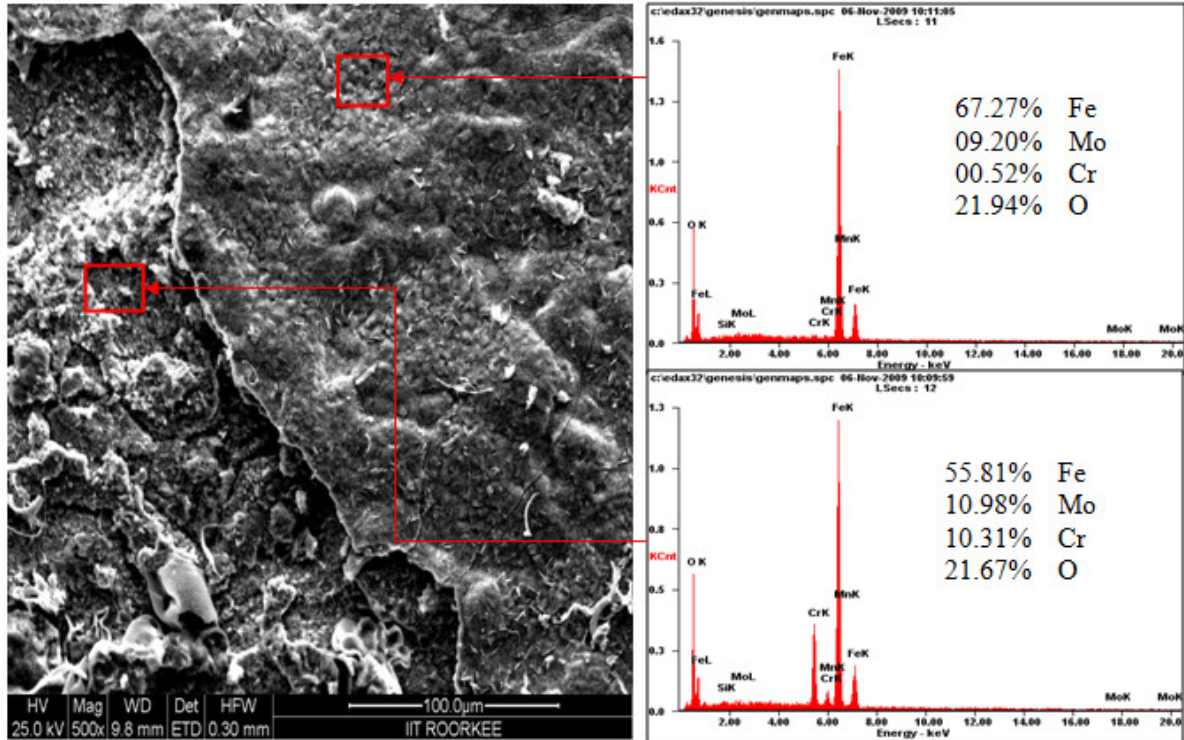 c:\edax32\genesis\genmaps.spc 06-Nov-2009 10:11:05
LSecs : 11
1.6
FeK
1.3
67.27% Fe
09.20% Mo
1.0
00.52% Cr
KCnt
21.94% O
0.6
O K
MnK
0.3
FeL
MnK
FeK
CrK
SiK
MoL
CrK
MoK
MoK
0.0
2.00 4.00 6.00 8.00 10.00 12.00 14.00 16.00 18.00 20.0
Energy - keV
c:\edax32\genesis\genmaps.spc 06-Nov-2009 10:09:59
LSecs : 12
1.3
FeK
1.0
55.81% Fe
10.98% Mo
0.8
10.31% Cr
KCnt
21.67% O
O K
0.5
MnK
CrK
0.3
FeL
MnK
FeK
CrK
SiK
MoL
MoK
MoK
0.0
2.00 4.00 6.00 8.00 10.00 12.00 14.00 16.00 18.00 20.0
Energy - keV
HV Mag WD Det HFW 100.0µm
25.0 kV 500x 9.8 mm ETD 0.30 mm IIT ROORKEE